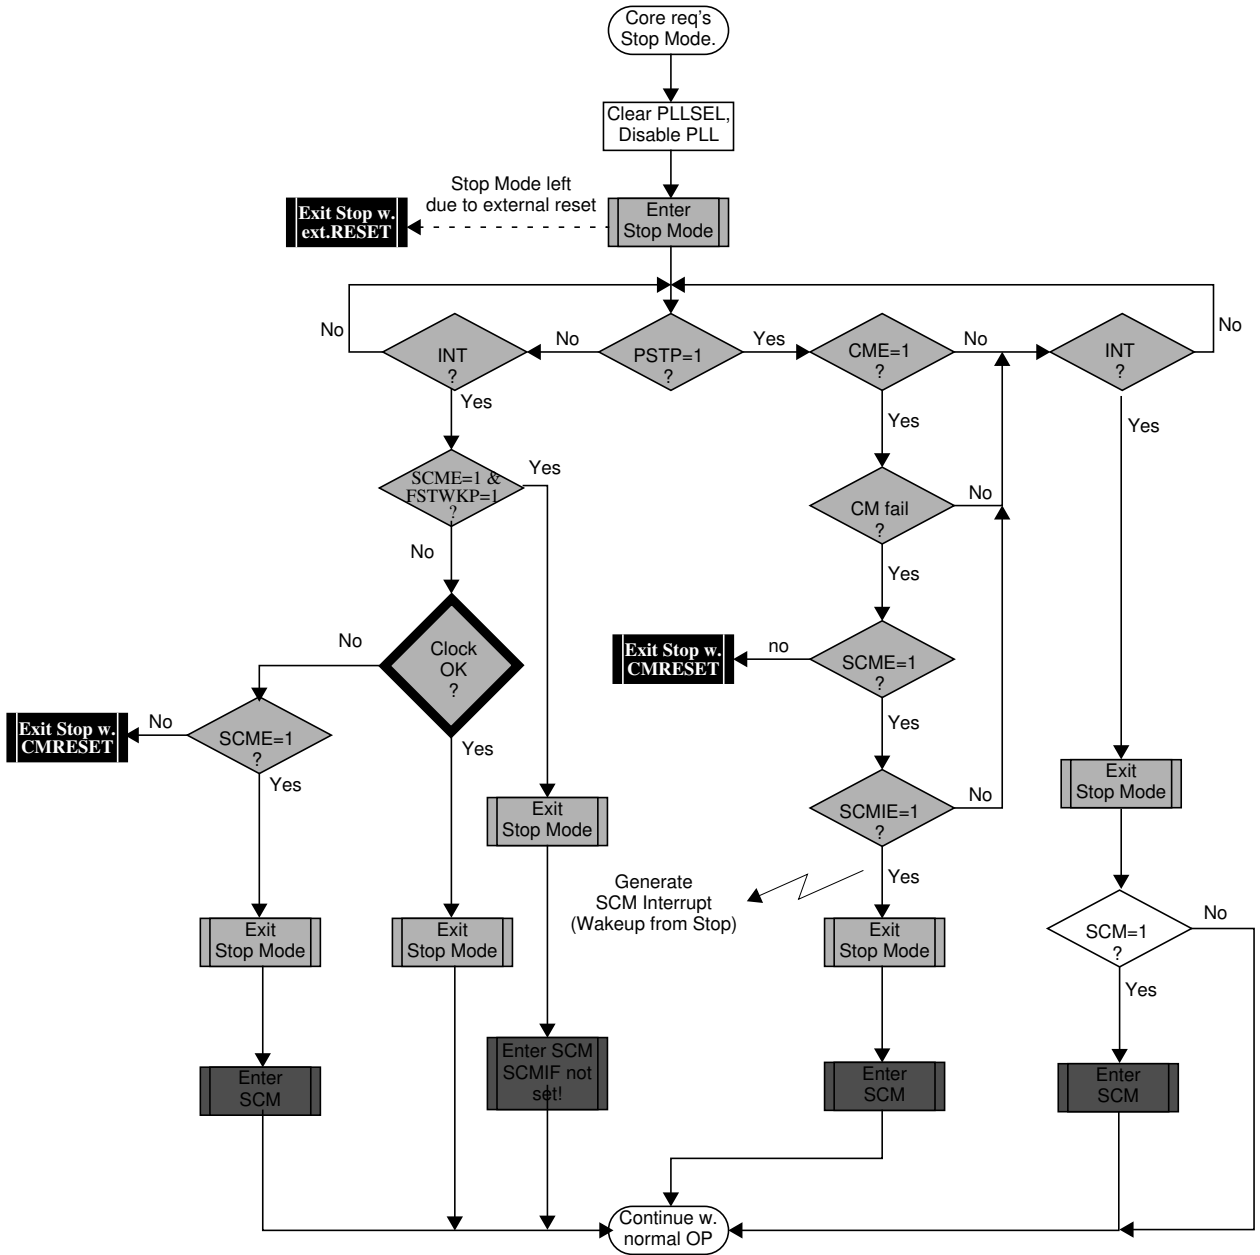 Core req's
Stop Mode.
Clear PLLSEL,
Disable PLL
Stop Mode left
due to external reset
Exit Stop w.
ext.RESET
Enter
Stop Mode
No
INT
?
No
PSTP=1
?
Yes
CME=1
?
No
INT
?
No
Yes
Yes
Yes
SCME=1 &
FSTWKP=1
?
Yes
No
CM fail
?
No
Yes
No
Clock
OK
?
Exit Stop w.
CMRESET
no
SCME=1
?
Yes
Exit Stop w.
CMRESET
No
SCME=1
?
Yes
Yes
Exit
Stop Mode
SCMIE=1
?
No
Exit
Stop Mode
Generate
SCM Interrupt
(Wakeup from Stop)
Yes
Exit
Stop Mode
Exit
Stop Mode
Exit
Stop Mode
SCM=1
?
No
Yes
Enter SCM
SCMIF not
set!
Enter
SCM
Enter
SCM
Enter
SCM
Continue w.
normal OP